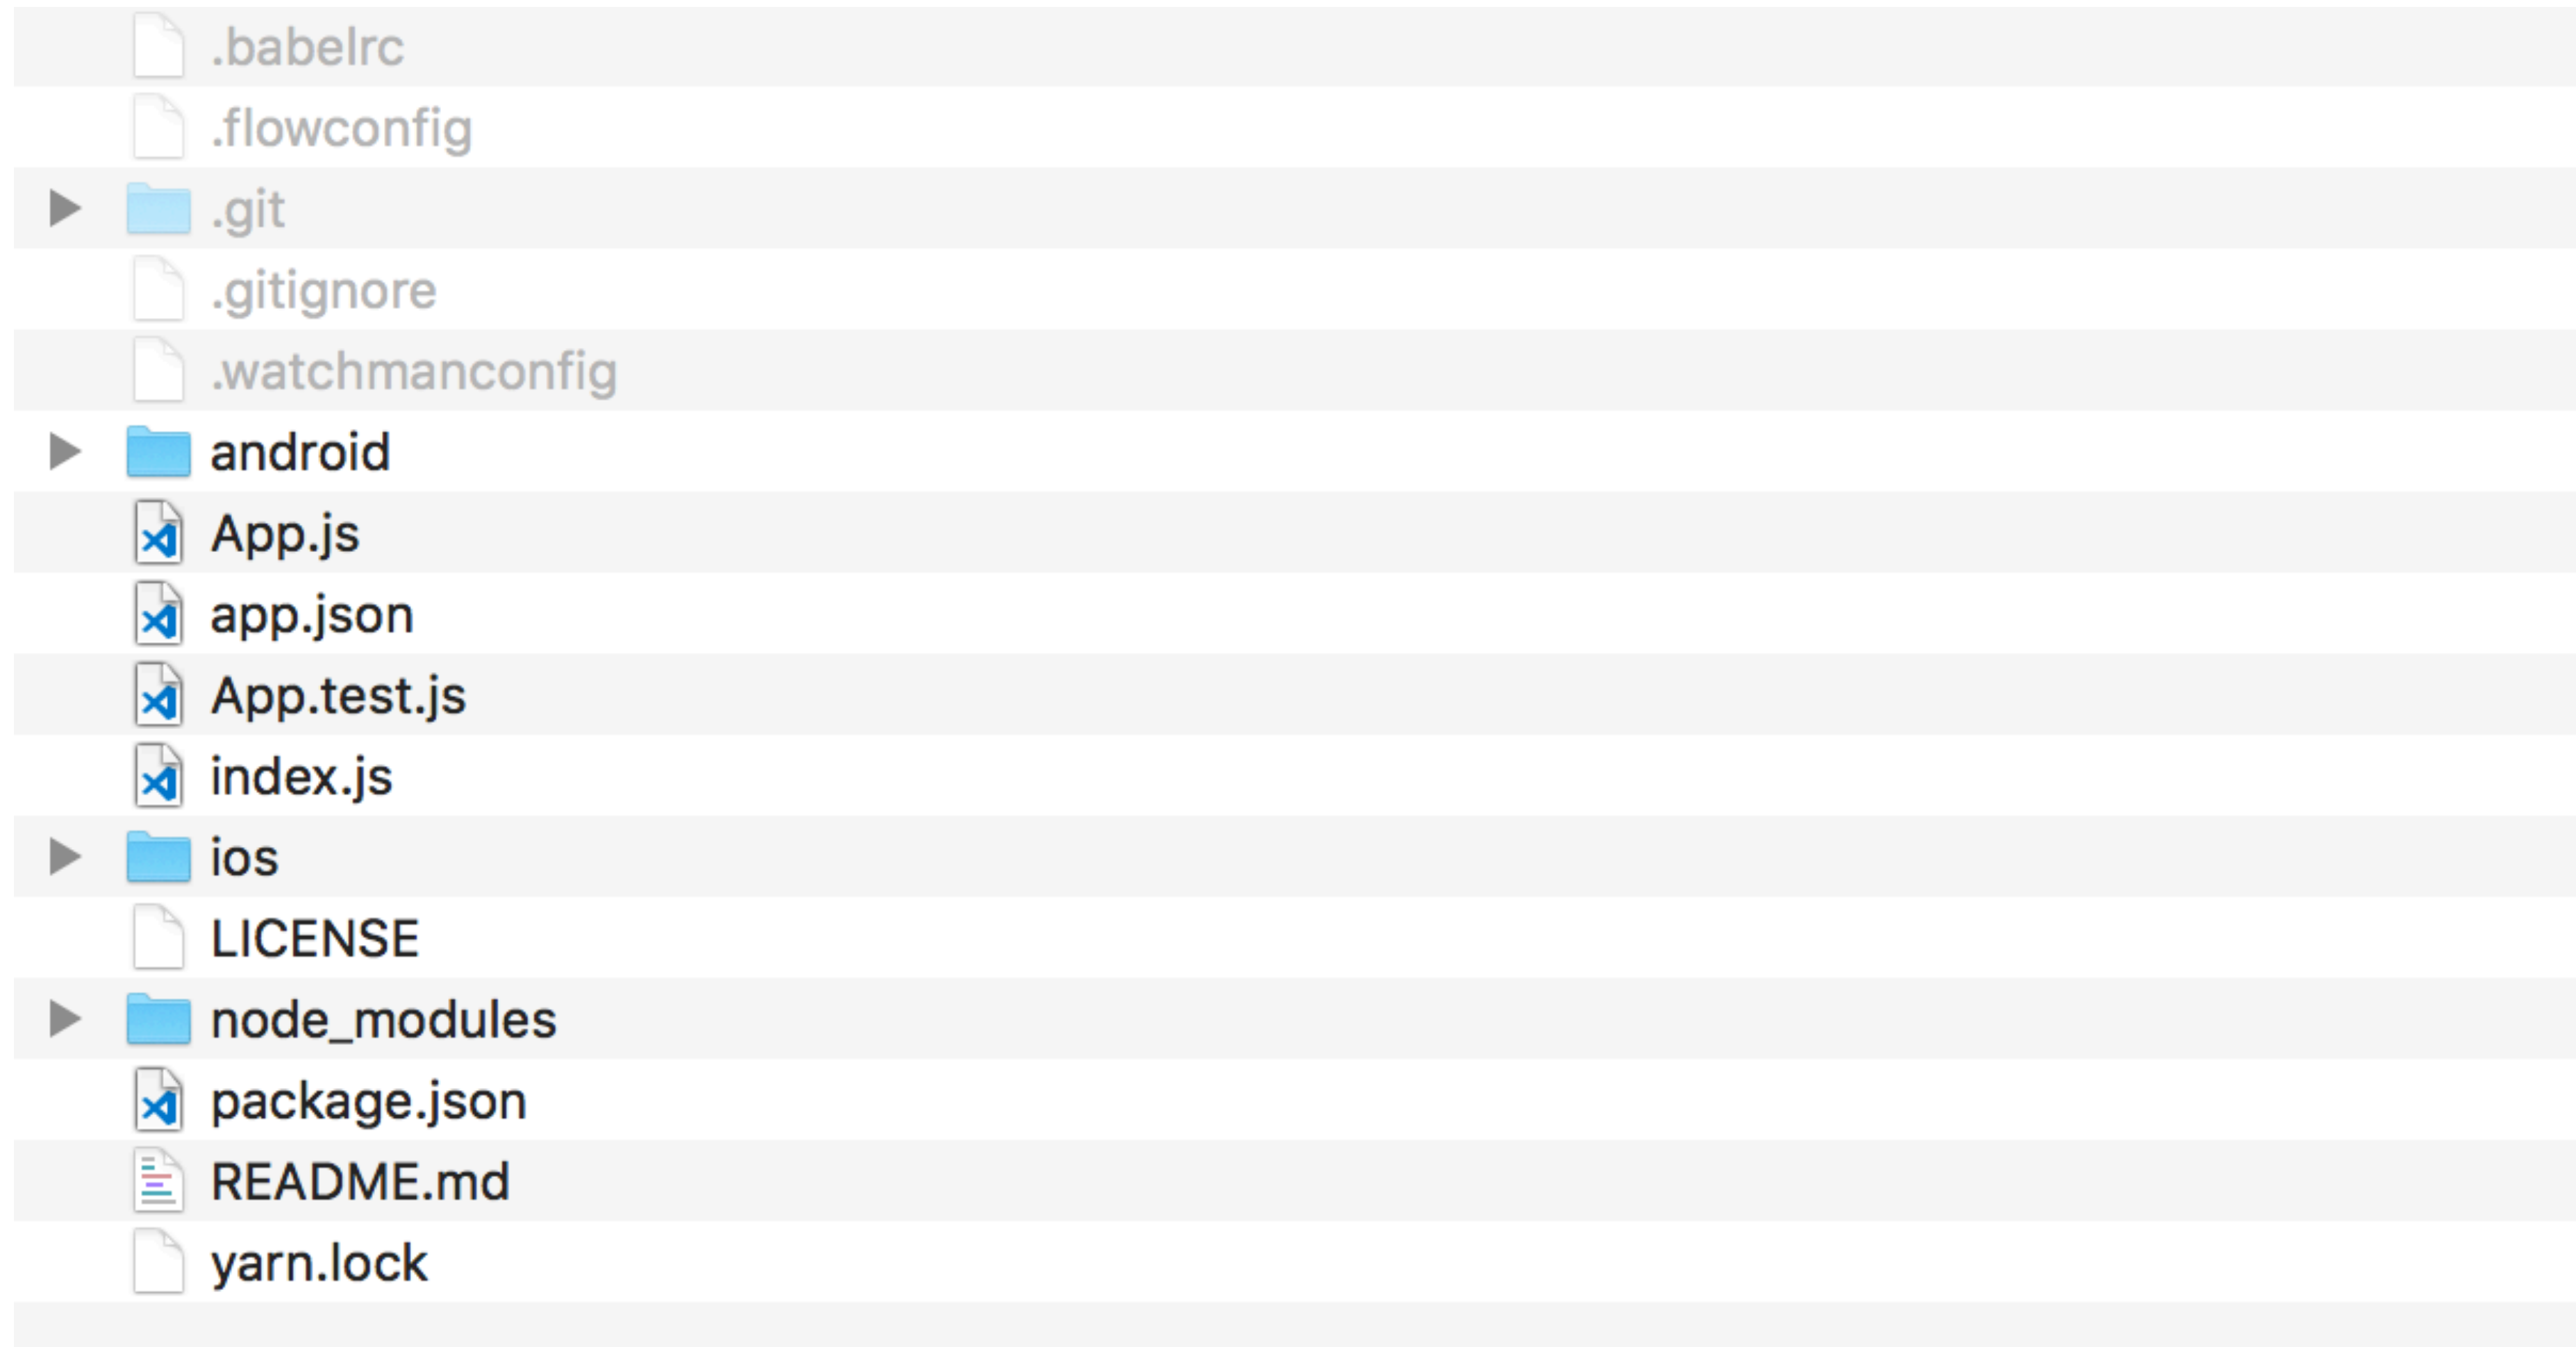 .babelrc
.flowconfig
.git
.gitignore
.watchmanconfig
android
App.js
app.json
App.test.js
index.js
ios
LICENSE
node_modules
package.json
README.md
yarn.lock